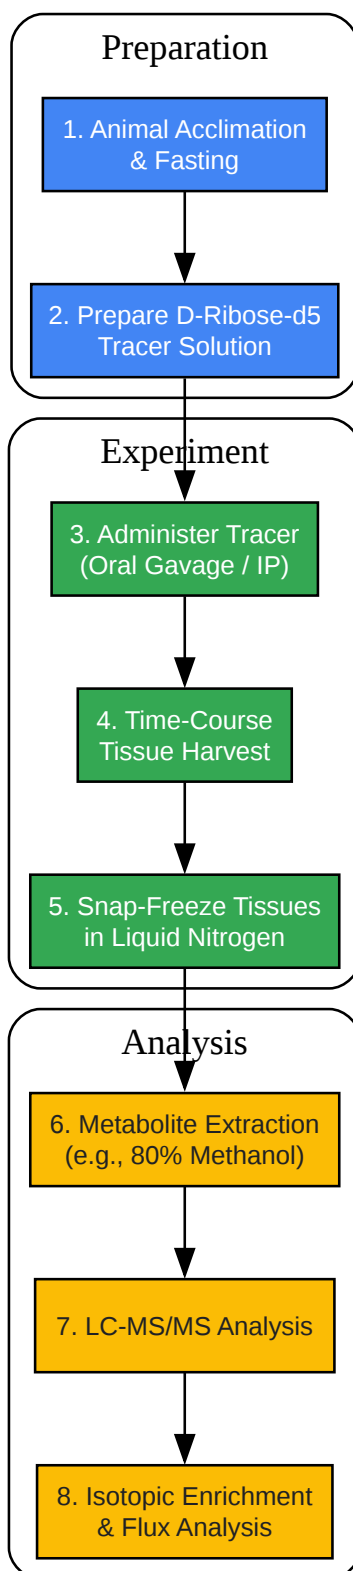 Preparation
1. Animal Acclimation
& Fasting
2. Prepare D-Ribose-d5
Tracer Solution
Experiment
3. Administer Tracer
(Oral Gavage / IP)
4. Time-Course
Tissue Harvest
5. Snap-Freeze Tissues
in Liquid Nitrogen
Analysis
6. Metabolite Extraction
(e.g., 80% Methanol)
7. LC-MS/MS Analysis
8. Isotopic Enrichment
& Flux Analysis